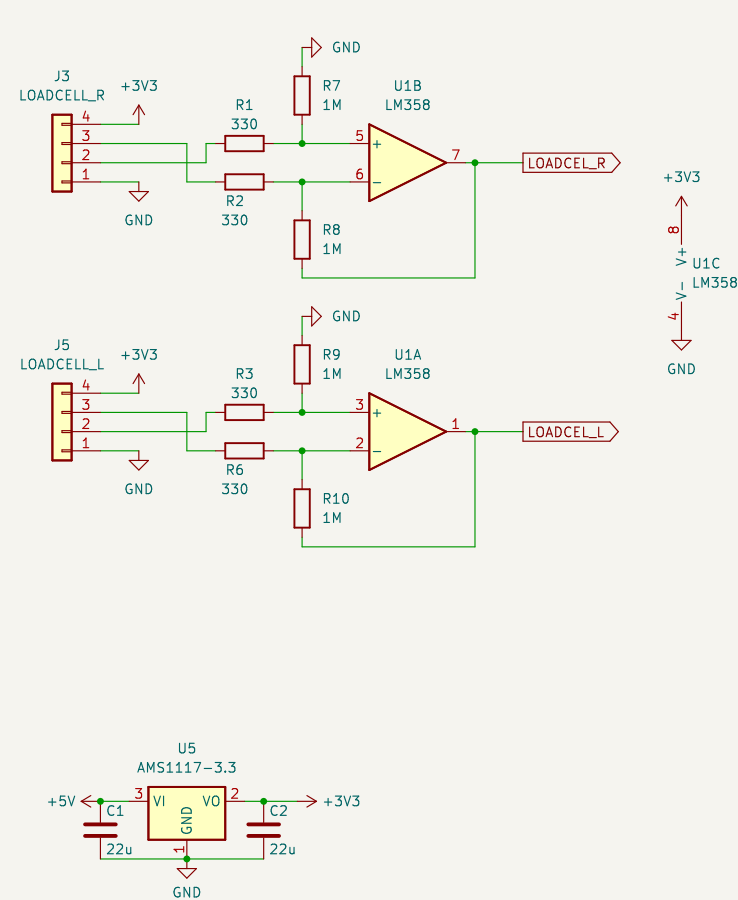 GND
J3
LOADCELL_R
+3V3
4
3
2
1
GND
R1
330
R2
330
R7
1M
R8
1M
U1B
LM358
5
+
6
−
7
LOADCEL_R
+3V3
8
V+
U1C
LM358
V-
4
GND
GND
J5
LOADCELL_L
+3V3
4
3
2
1
GND
R3
330
R6
330
R9
1M
R10
1M
U1A
LM358
3
+
2
−
1
LOADCEL_L
U5
AMS1117-3.3
+5V
3
VI
VO
2
+3V3
GND
1
C1
22u
C2
22u
GND